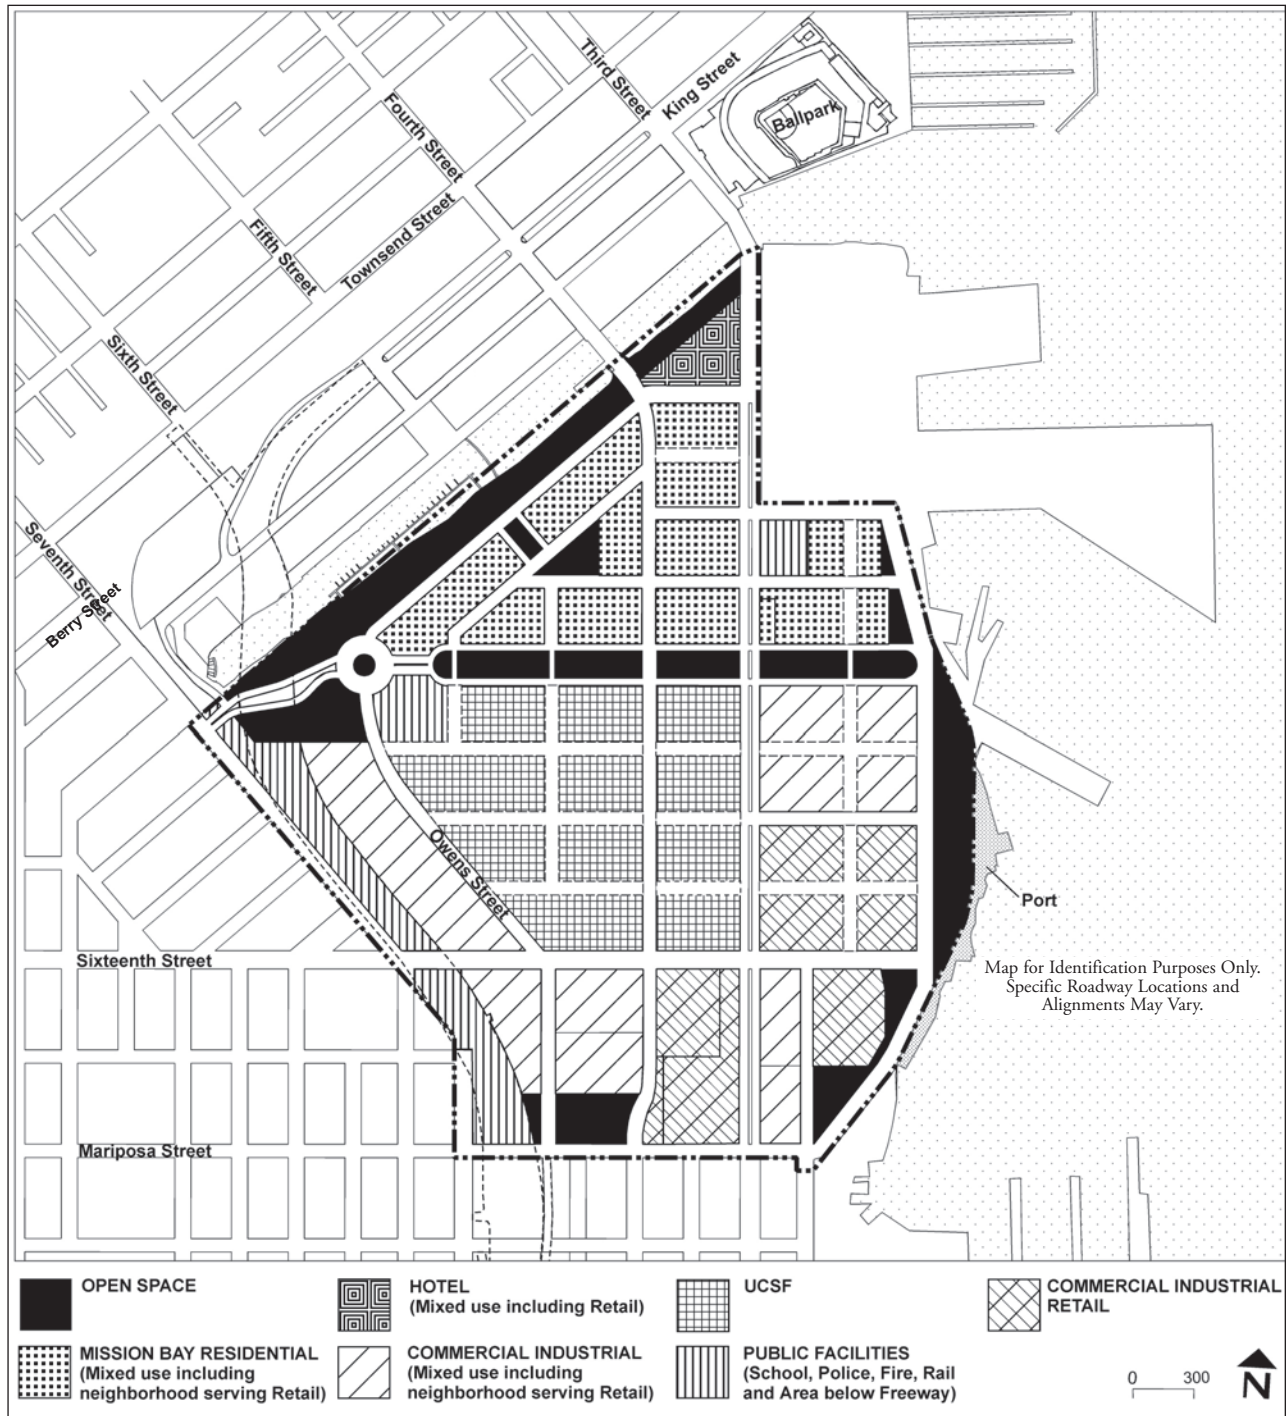 Third Street
King Street
Ballpark
Fourth Street
Fifth Street
Townsend Street
Sixth Street
Seventh Street
Berry Street
Owens Street
Port
Sixteenth Street
Map for Identification Purposes Only.
Specific Roadway Locations and
Alignments May Vary.
Mariposa Street
OPEN SPACE
HOTEL
(Mixed use including Retail)
UCSF
COMMERCIAL INDUSTRIAL
RETAIL
MISSION BAY RESIDENTIAL
(Mixed use including
neighborhood serving Retail)
COMMERCIAL INDUSTRIAL
(Mixed use including
neighborhood serving Retail)
PUBLIC FACILITIES
(School, Police, Fire, Rail
and Area below Freeway)
0 300
N